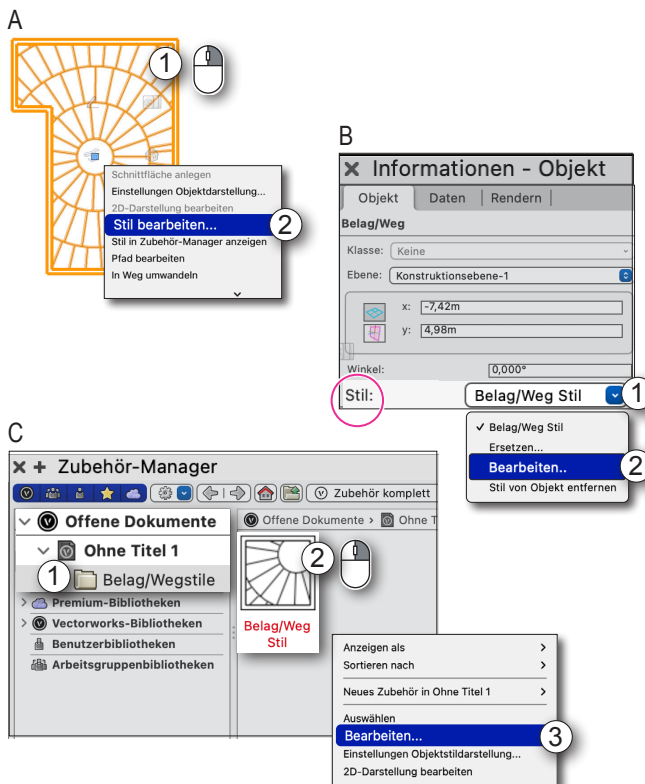 A
1
Schnittfläche anlegen
Einstellungen Objektdarstellung...
2D-Darstellung bearbeiten
Stil bearbeiten...
2
Stil in Zubehör-Manager anzeigen
Pfad bearbeiten
In Weg umwandeln
B
Informationen - Objekt
Objekt Daten Rendern
Belag/Weg
Klasse: Keine
Ebene: Konstruktionsebene-1
x: -7,42m
y: 4,98m
Winkel: 0,000°
Stil: Belag/Weg Stil 1
✓ Belag/Weg Stil
Ersetzen...
Bearbeiten.. 2
Stil von Objekt entfernen
C
Zubehör-Manager
Zubehör komplett
Offene Dokumente
Ohne Titel 1
1 Belag/Wegstile
Premium-Bibliotheken
Vectorworks-Bibliotheken
Benutzerbibliotheken
Arbeitsgruppenbibliotheken
Offene Dokumente > Ohne T
2
Belag/Weg
Stil
Anzeigen als >
Sortieren nach >
Neues Zubehör in Ohne Titel 1 >
Auswählen
Bearbeiten... 3
Einstellungen Objektstildarstellung...
2D-Darstellung bearbeiten